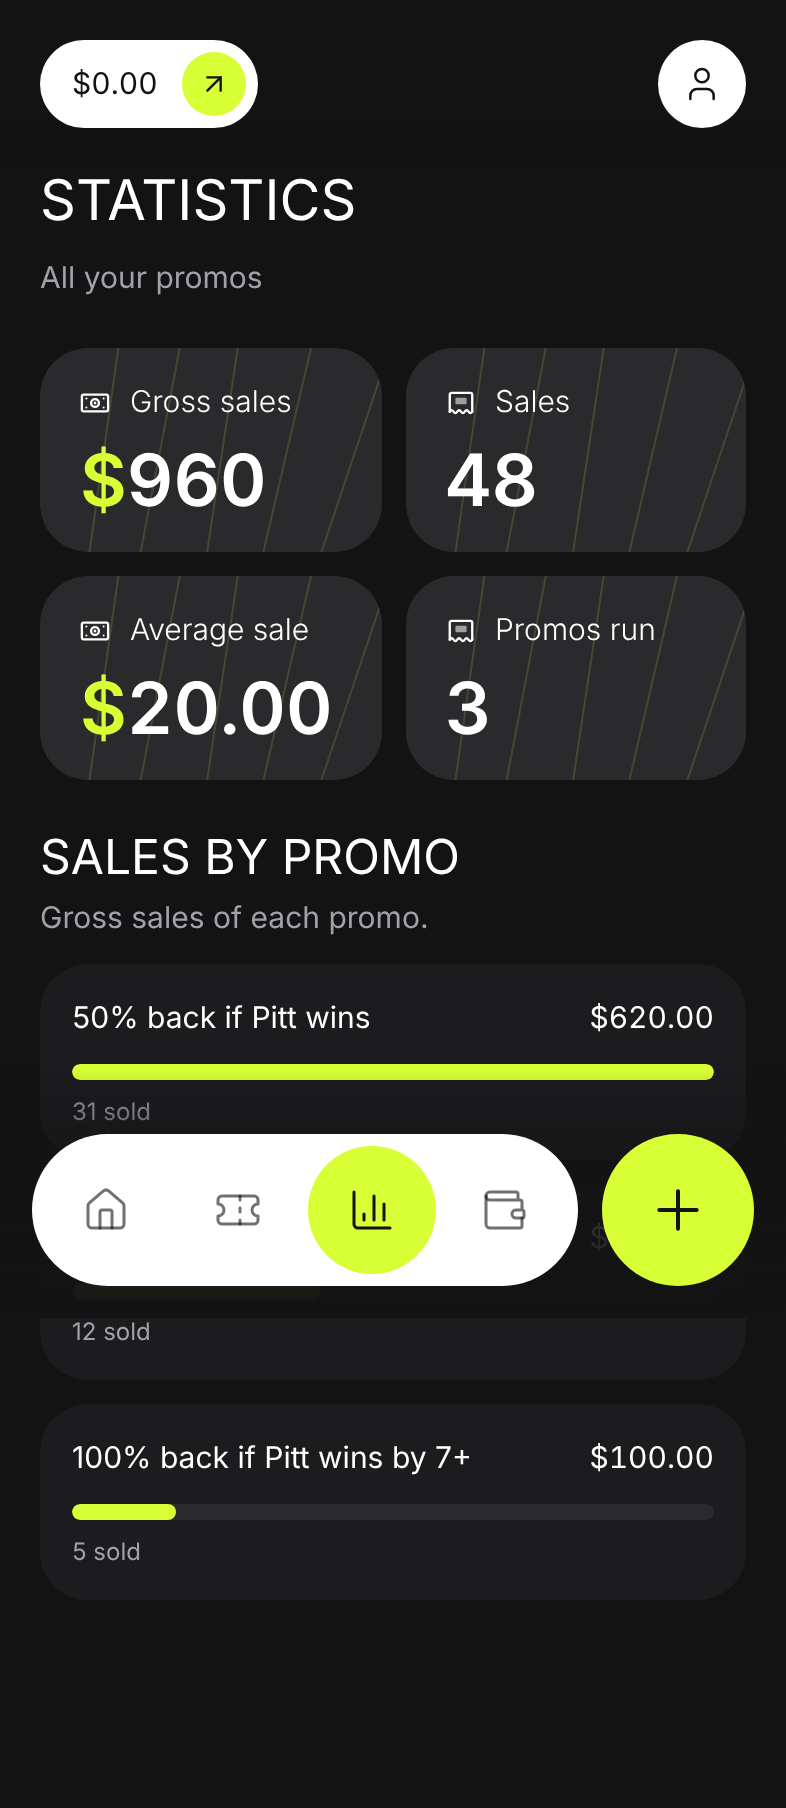 $0.00
STATISTICS
All your promos
Gross sales
$960
Sales
48
Average sale
$20.00
Promos run
3
SALES BY PROMO
Gross sales of each promo.
50% back if Pitt wins
$620.00
31 sold
$
12 sold
100% back if Pitt wins by 7+
$100.00
5 sold